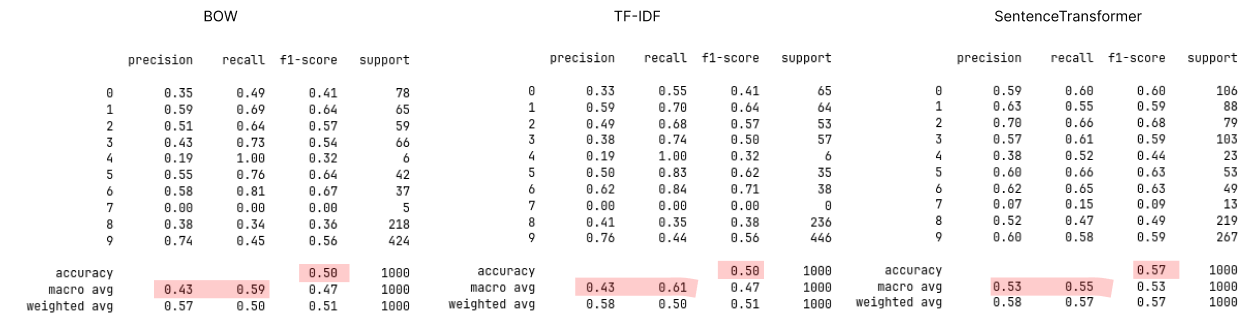 BOW
precision recall f1-score support
0 0.35 0.49 0.41 78
1 0.59 0.69 0.64 65
2 0.51 0.64 0.57 59
3 0.43 0.73 0.54 66
4 0.19 1.00 0.32 6
5 0.55 0.76 0.64 42
6 0.58 0.81 0.67 37
7 0.00 0.00 0.00 5
8 0.38 0.34 0.36 218
9 0.74 0.45 0.56 424
accuracy 0.50 1000
macro avg 0.43 0.59 0.47 1000
weighted avg 0.57 0.50 0.51 1000
TF-IDF
precision recall f1-score support
0 0.33 0.55 0.41 65
1 0.59 0.70 0.64 64
2 0.49 0.68 0.57 53
3 0.38 0.74 0.50 57
4 0.19 1.00 0.32 6
5 0.50 0.83 0.62 35
6 0.62 0.84 0.71 38
7 0.00 0.00 0.00 0
8 0.41 0.35 0.38 236
9 0.76 0.44 0.56 446
accuracy 0.50 1000
macro avg 0.43 0.61 0.47 1000
weighted avg 0.58 0.50 0.51 1000
SentenceTransformer
precision recall f1-score support
0 0.59 0.60 0.60 106
1 0.63 0.55 0.59 88
2 0.70 0.66 0.68 79
3 0.57 0.61 0.59 103
4 0.38 0.52 0.44 23
5 0.60 0.66 0.63 53
6 0.62 0.65 0.63 49
7 0.07 0.15 0.09 13
8 0.52 0.47 0.49 219
9 0.60 0.58 0.59 267
accuracy 0.57 1000
macro avg 0.53 0.55 0.53 1000
weighted avg 0.58 0.57 0.57 1000